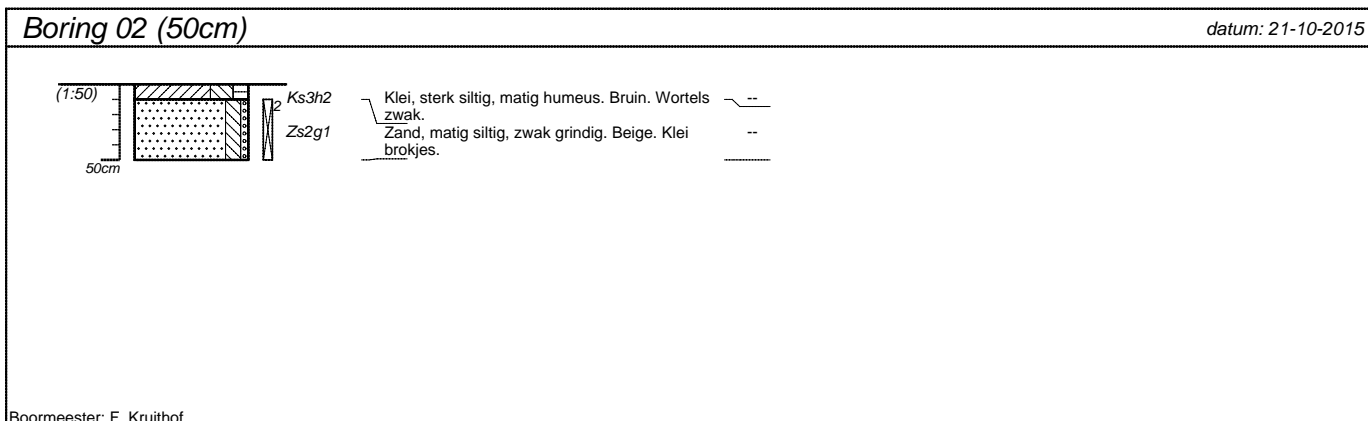 Boring 02 (50cm)
datum: 21-10-2015
(1:50)
2
Ks3h2
Klei, sterk siltig, matig humeus. Bruin. Wortels
zwak.
--
Zs2g1
Zand, matig siltig, zwak grindig. Beige. Klei
brokjes.
--
50cm
Boormeester: F. Kruithof